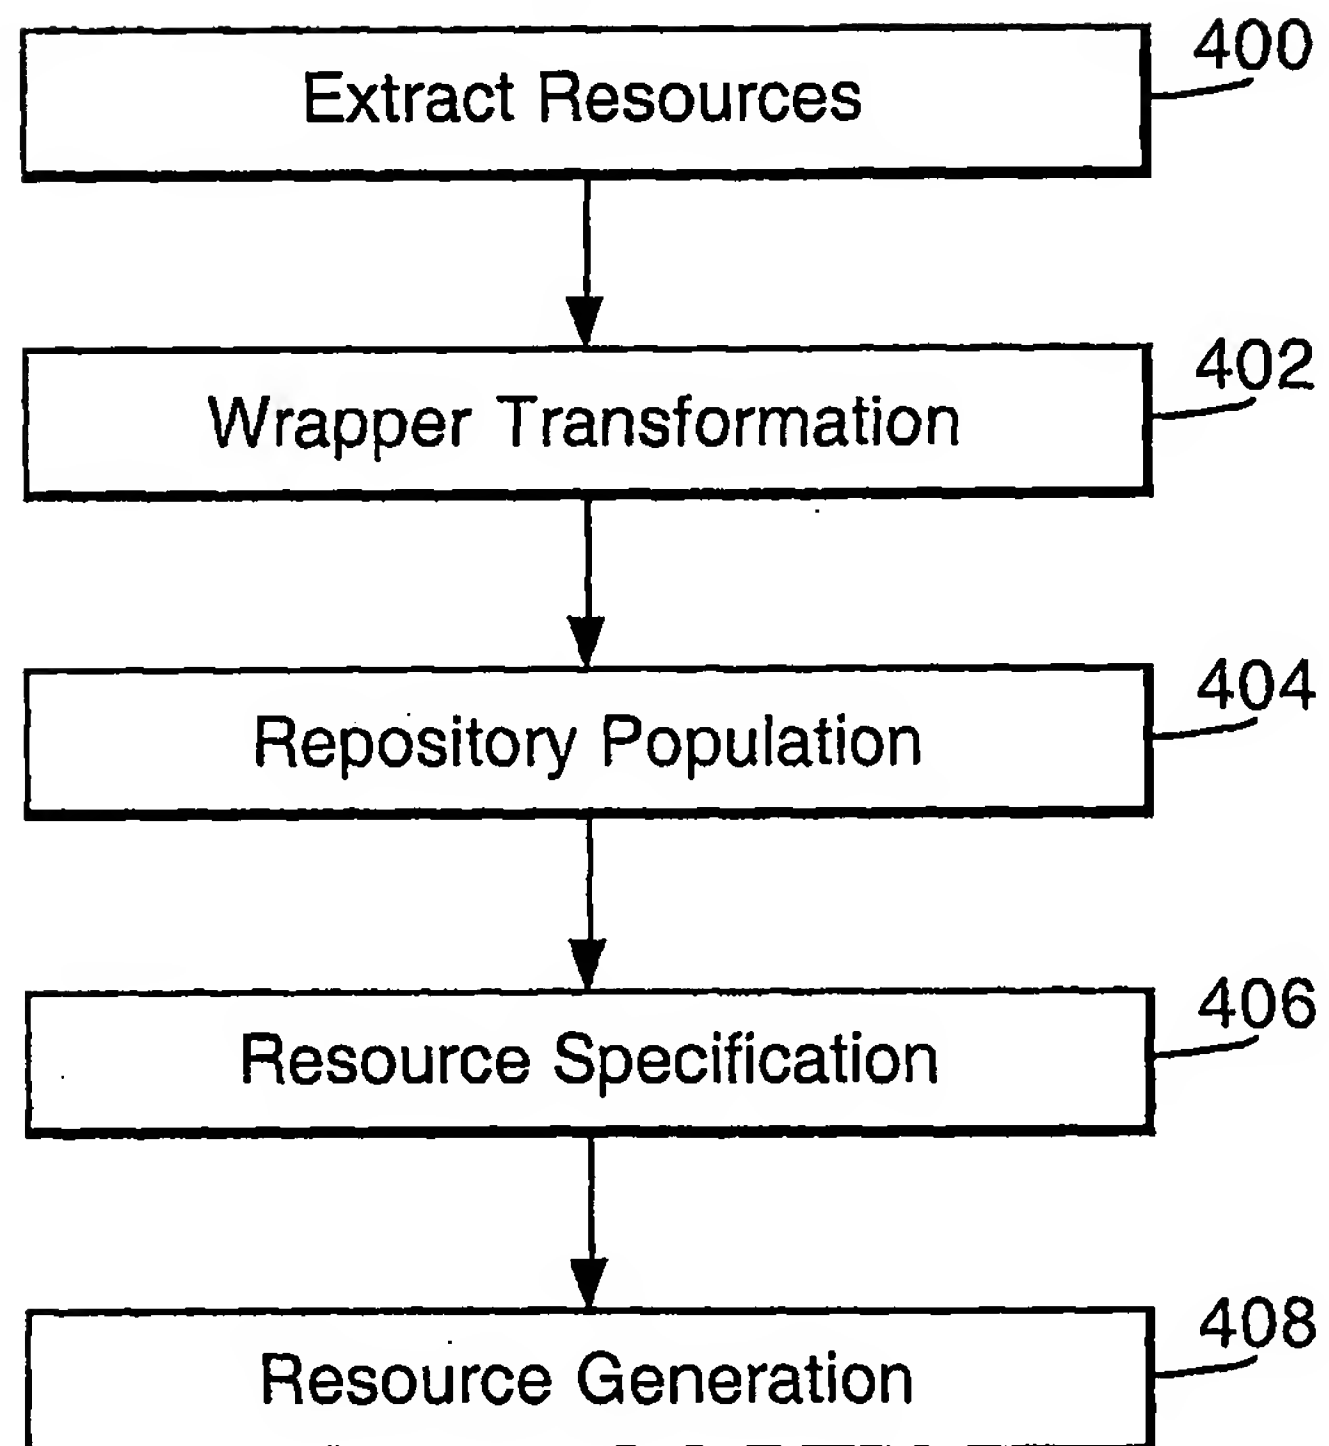 Extract Resources
400
Wrapper Transformation
402
Repository Population
404
Resource Specification
406
Resource Generation
408